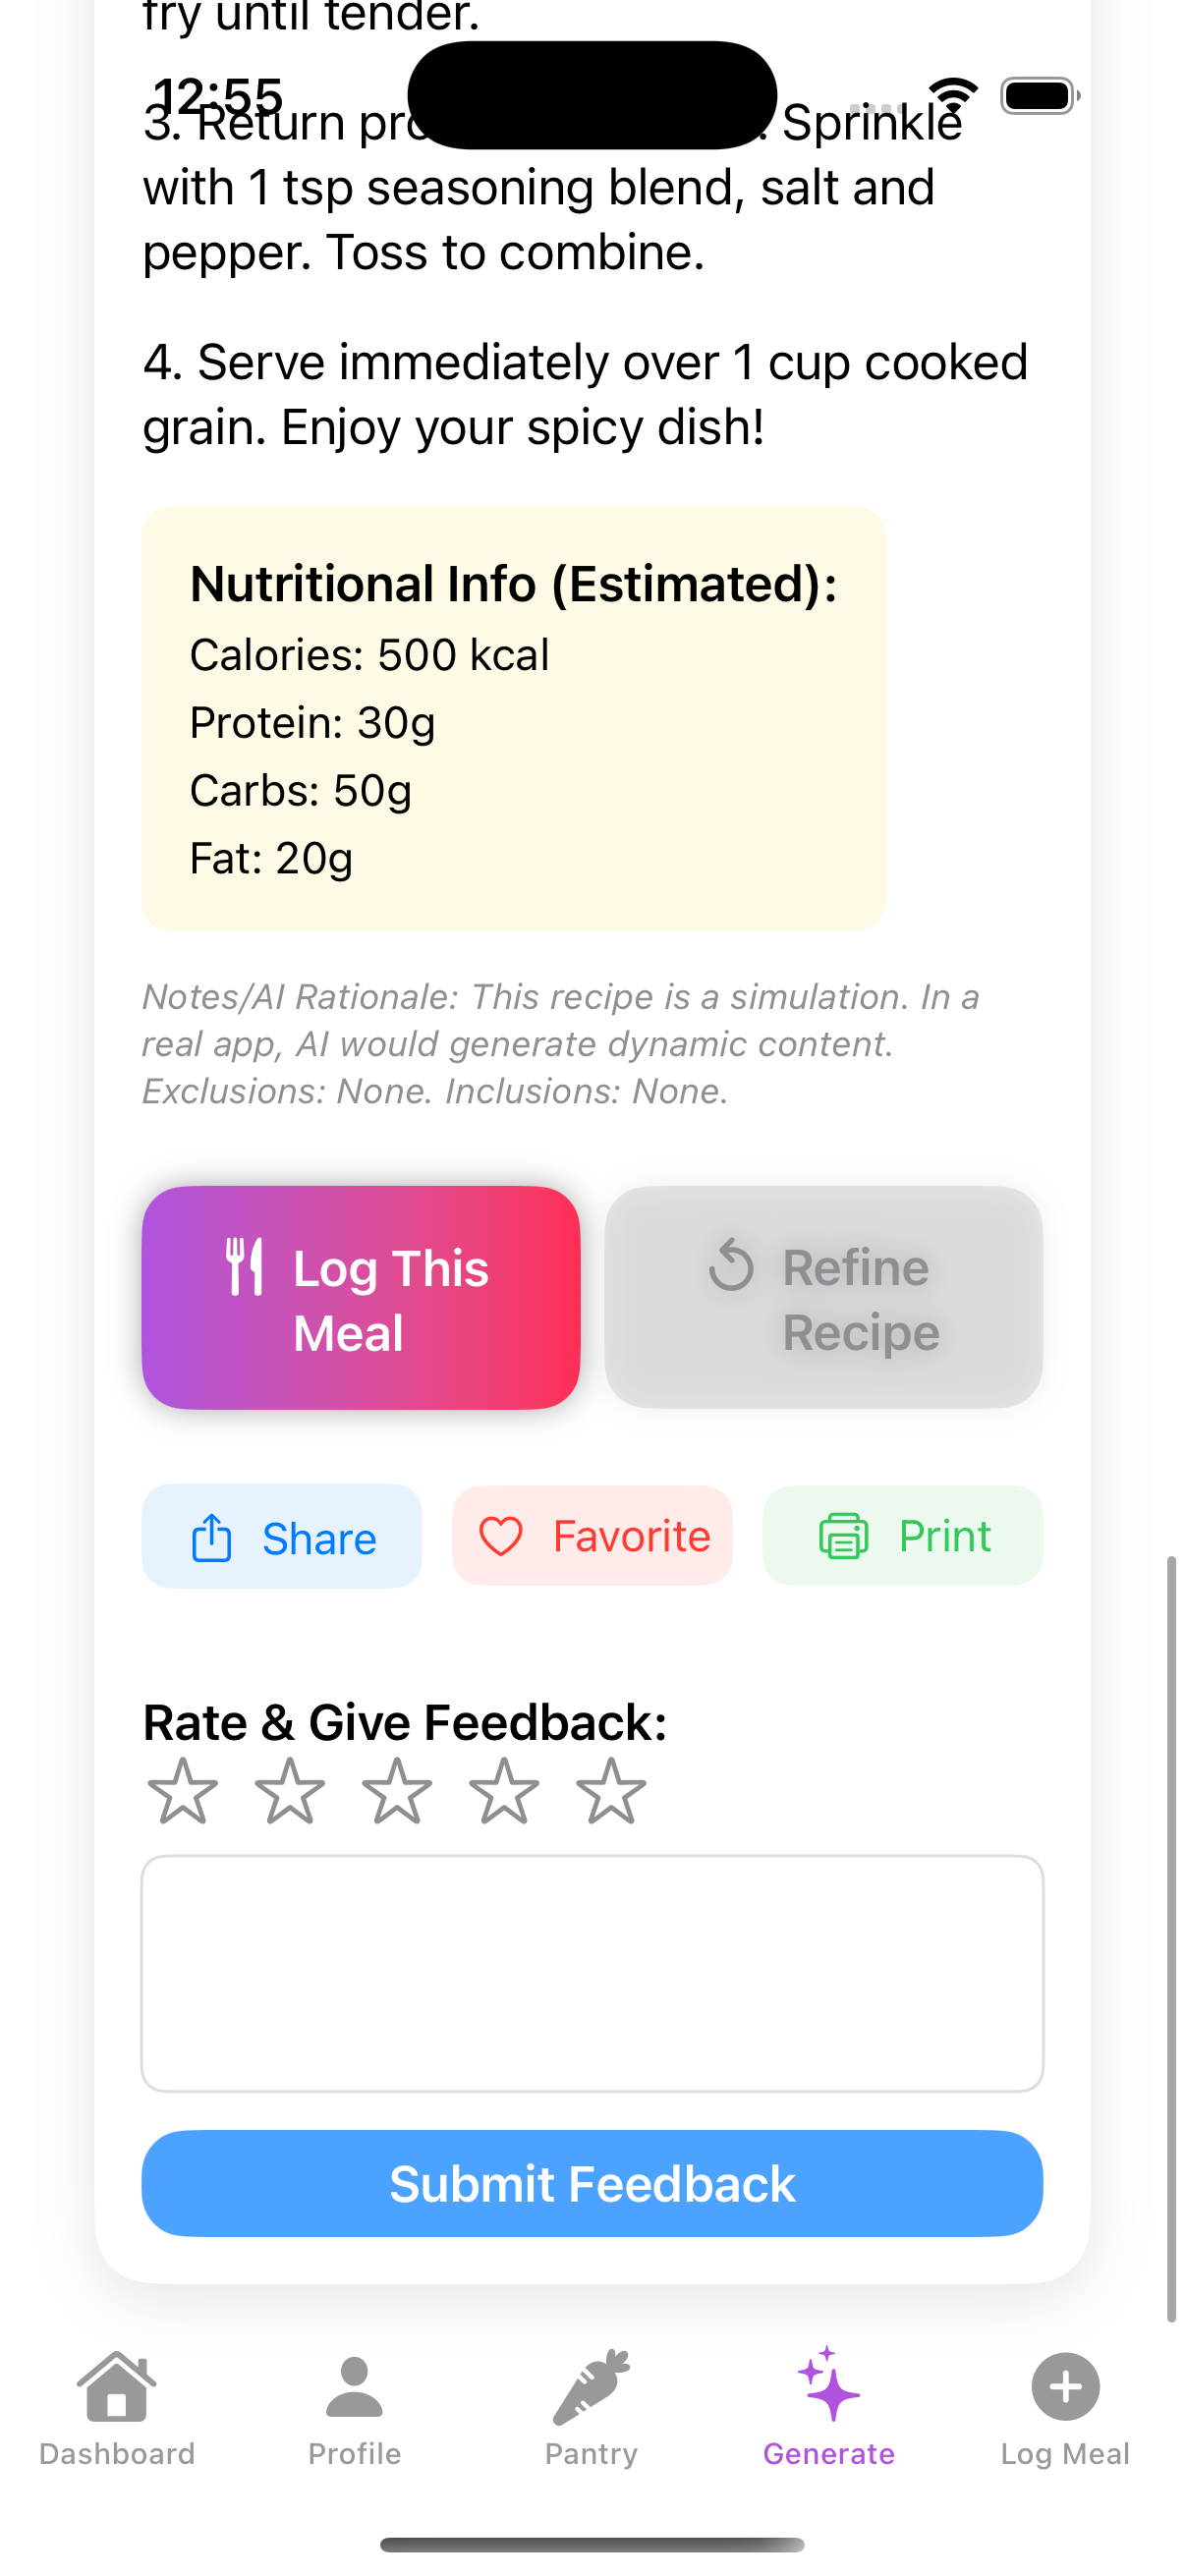 fry until tender.
12:55
3. Return pro . Sprinkle
with 1 tsp seasoning blend, salt and
pepper. Toss to combine.
4. Serve immediately over 1 cup cooked
grain. Enjoy your spicy dish!
Nutritional Info (Estimated):
Calories: 500 kcal
Protein: 30g
Carbs: 50g
Fat: 20g
Notes/AI Rationale: This recipe is a simulation. In a
real app, AI would generate dynamic content.
Exclusions: None. Inclusions: None.
Log This
Meal
Refine
Recipe
Share
Favorite
Print
Rate & Give Feedback:
Submit Feedback
Dashboard
Profile
Pantry
Generate
Log Meal